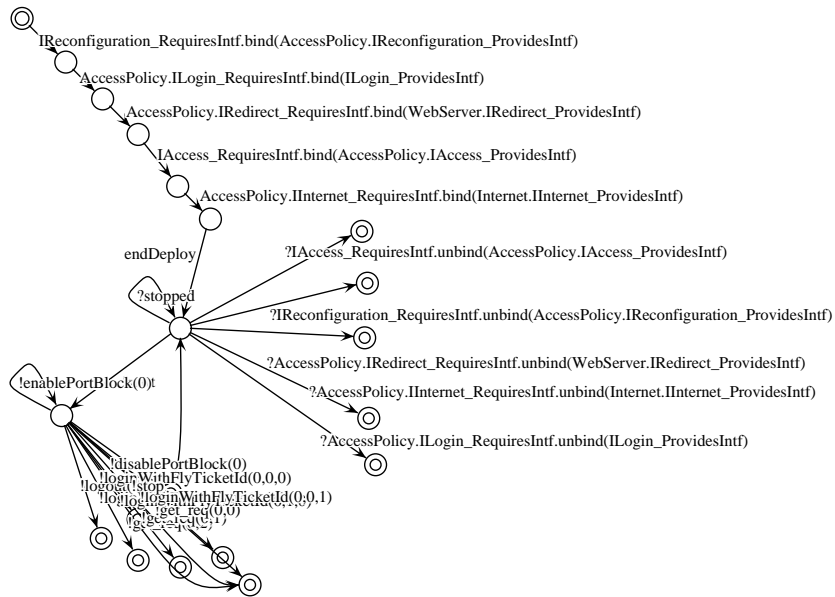 IReconfiguration_RequiresIntf.bind(AccessPolicy.IReconfiguration_ProvidesIntf)
AccessPolicy.ILogin_RequiresIntf.bind(ILogin_ProvidesIntf)
AccessPolicy.IRedirect_RequiresIntf.bind(WebServer.IRedirect_ProvidesIntf)
IAccess_RequiresIntf.bind(AccessPolicy.IAccess_ProvidesIntf)
AccessPolicy.IInternet_RequiresIntf.bind(Internet.IInternet_ProvidesIntf)
endDeploy
?IAccess_RequiresIntf.unbind(AccessPolicy.IAccess_ProvidesIntf)
?stopped
?IReconfiguration_RequiresIntf.unbind(AccessPolicy.IReconfiguration_ProvidesIntf)
?AccessPolicy.IRedirect_RequiresIntf.unbind(WebServer.IRedirect_ProvidesIntf)
!enablePortBlock(0)
?AccessPolicy.IInternet_RequiresIntf.unbind(Internet.IInternet_ProvidesIntf)
?AccessPolicy.ILogin_RequiresIntf.unbind(ILogin_ProvidesIntf)
!disablePortBlock(0)
!loginWithFlyTicketId(0,0,0)
!stop
!loginWithFlyTicketId(0,0,1)
!get_req(0,0)